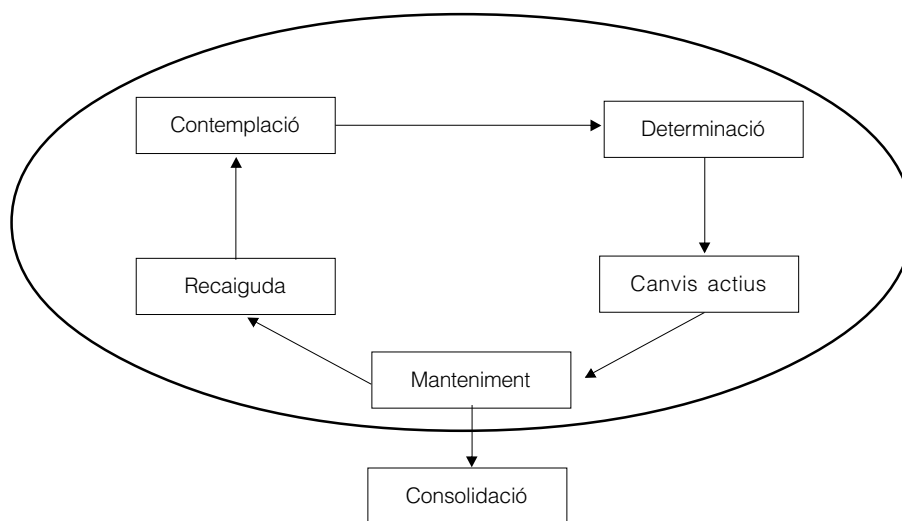 Contemplació
Determinació
Recaiguda
Canvis actius
Manteniment
Consolidació